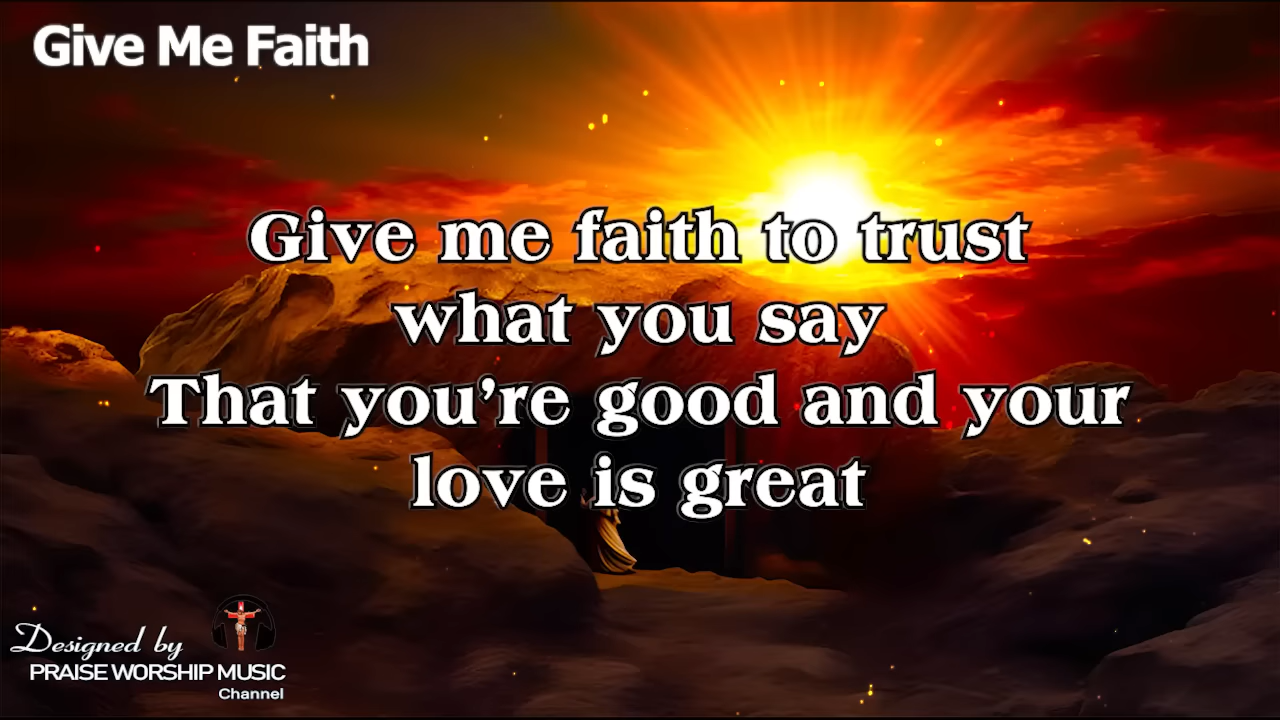 Give Me Faith
Give me faith to trust
what you say
That you're good and your
love is great
Designed by
PRAISE WORSHIP MUSIC
Channel